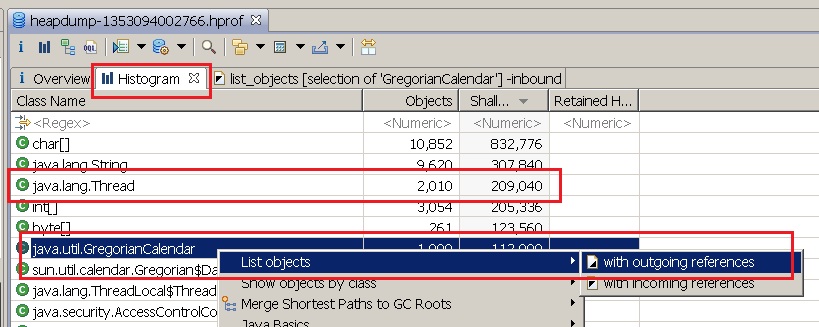 heapdump-1353094002766.hprof
i Overview Histogram list_objects [selection of 'GregorianCalendar'] -inbound
Class Name Objects Shall... Retained H...
<Regex> <Numeric> <Numeric> <Numeric>
char[] 10,852 832,776
java.lang.String 9,620 307,840
java.lang.Thread 2,010 209,040
int[] 3,054 205,336
byte[] 261 123,560
java.util.GregorianCalendar 1,000 112,000
List objects with outgoing references
sun.util.calendar.Gregorian$Da
Show objects by class with incoming references
java.lang.ThreadLocal$Thread
Merge Shortest Paths to GC Roots
java.security.AccessControlCo
Java Basics